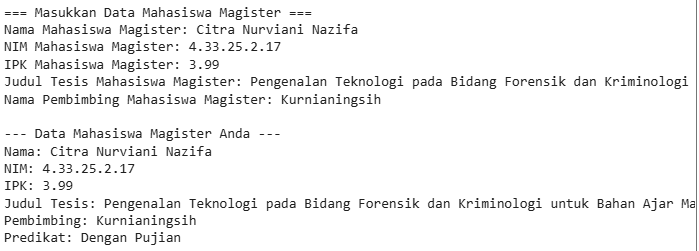 === Masukkan Data Mahasiswa Magister ===
Nama Mahasiswa Magister: Citra Nurviani Nazifa
NIM Mahasiswa Magister: 4.33.25.2.17
IPK Mahasiswa Magister: 3.99
Judul Tesis Mahasiswa Magister: Pengenalan Teknologi pada Bidang Forensik dan Kriminologi
Nama Pembimbing Mahasiswa Magister: Kurnianingsih
--- Data Mahasiswa Magister Anda ---
Nama: Citra Nurviani Nazifa
NIM: 4.33.25.2.17
IPK: 3.99
Judul Tesis: Pengenalan Teknologi pada Bidang Forensik dan Kriminologi untuk Bahan Ajar Ma
Pembimbing: Kurnianingsih
Predikat: Dengan Pujian